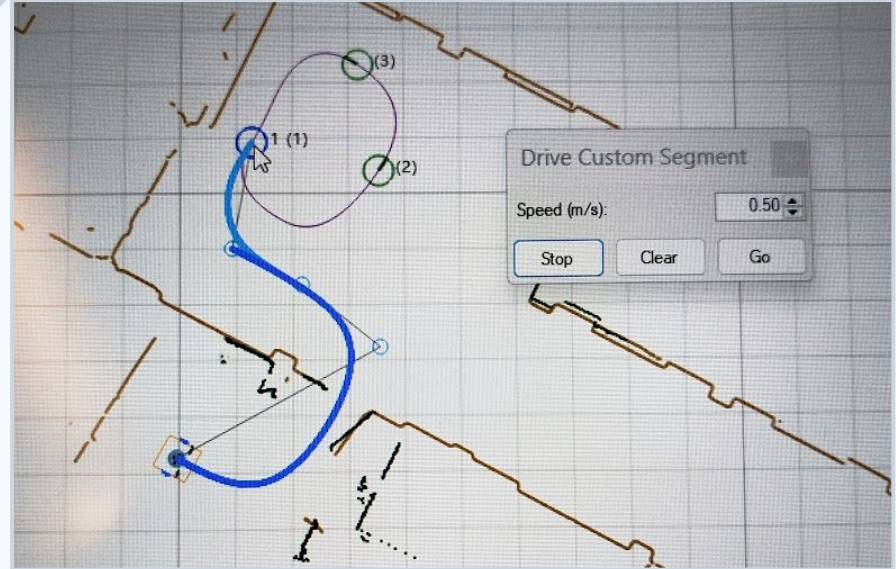 (3)
1 (1)
(2)
Drive Custom Segment
Speed (m/s): 0.50
Stop Clear Go